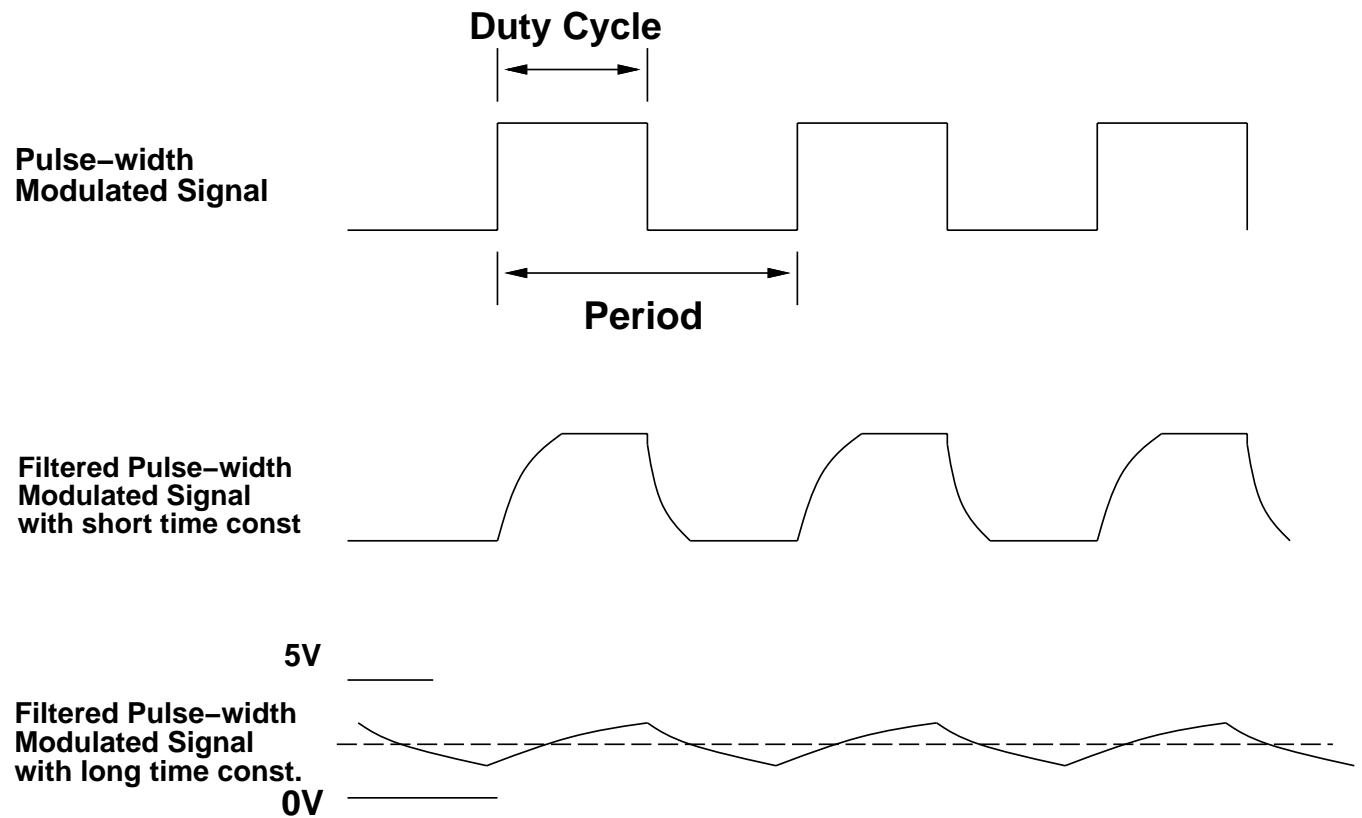 Duty Cycle
Pulse−width
Modulated Signal
Period
Filtered Pulse−width
Modulated Signal
with short time const
5V
Filtered Pulse−width
Modulated Signal
with long time const.
0V